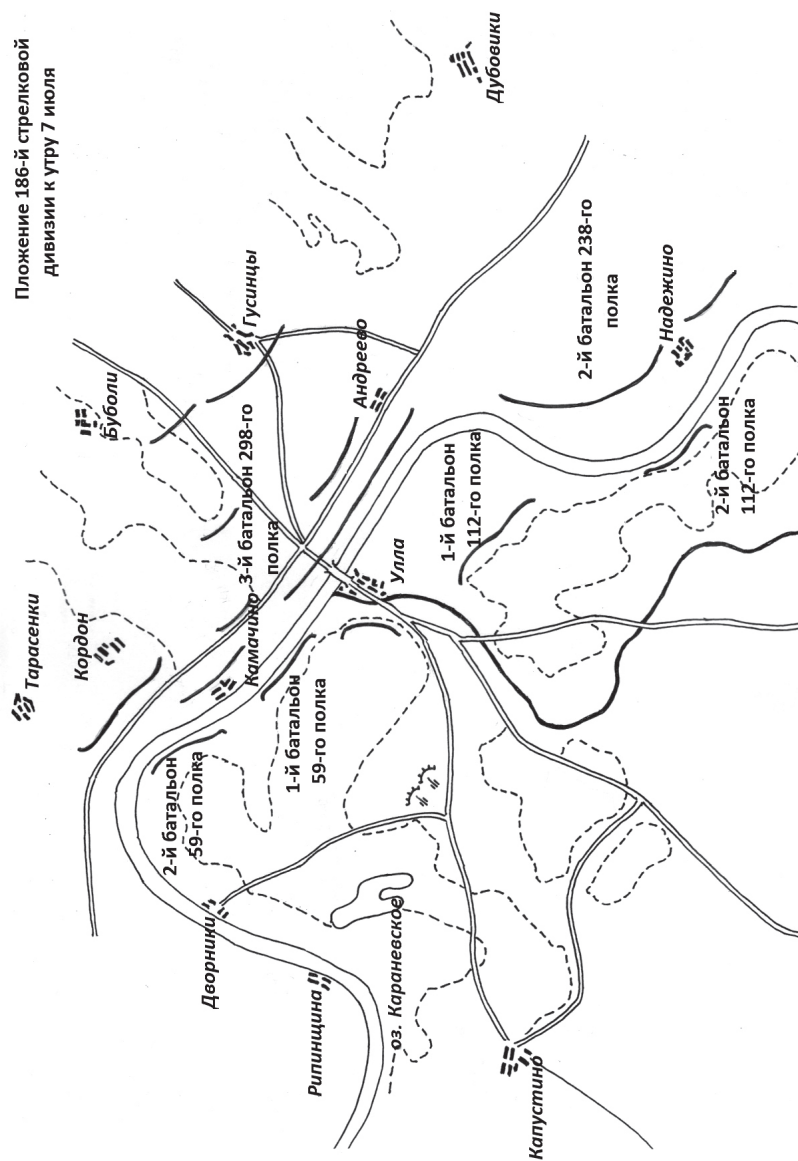 Пложение 186-й стрелковой
дивизии к утру 7 июля
Тарасенки
Кордон
Буболи
Гусинцы
Дубовики
Камачино
3-й батальон 298-го
полка
Андреево
2-й батальон 59-го полка
1-й батальон
59-го полка
Улла
1-й батальон
112-го полка
2-й батальон 238-го
полка
Надежино
2-й батальон
112-го полка
Дворники
Рипинщина
оз. Караневское
Капустино